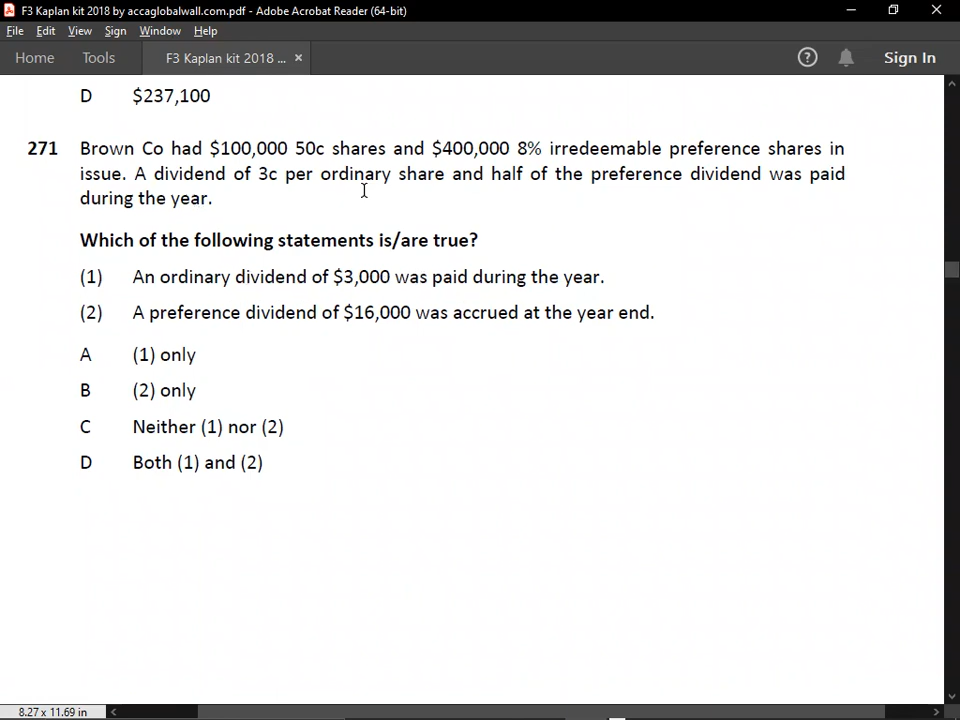 F3 Kaplan kit 2018 by accaglobalwall.com.pdf - Adobe Acrobat Reader (64-bit)
File Edit View Sign Window Help
Home Tools F3 Kaplan kit 2018 ... × ? Sign In
D $237,100
271 Brown Co had $100,000 50c shares and $400,000 8% irredeemable preference shares in
issue. A dividend of 3c per ordinary share and half of the preference dividend was paid
during the year.
Which of the following statements is/are true?
(1) An ordinary dividend of $3,000 was paid during the year.
(2) A preference dividend of $16,000 was accrued at the year end.
A (1) only
B (2) only
C Neither (1) nor (2)
D Both (1) and (2)
8.27 x 11.69 in